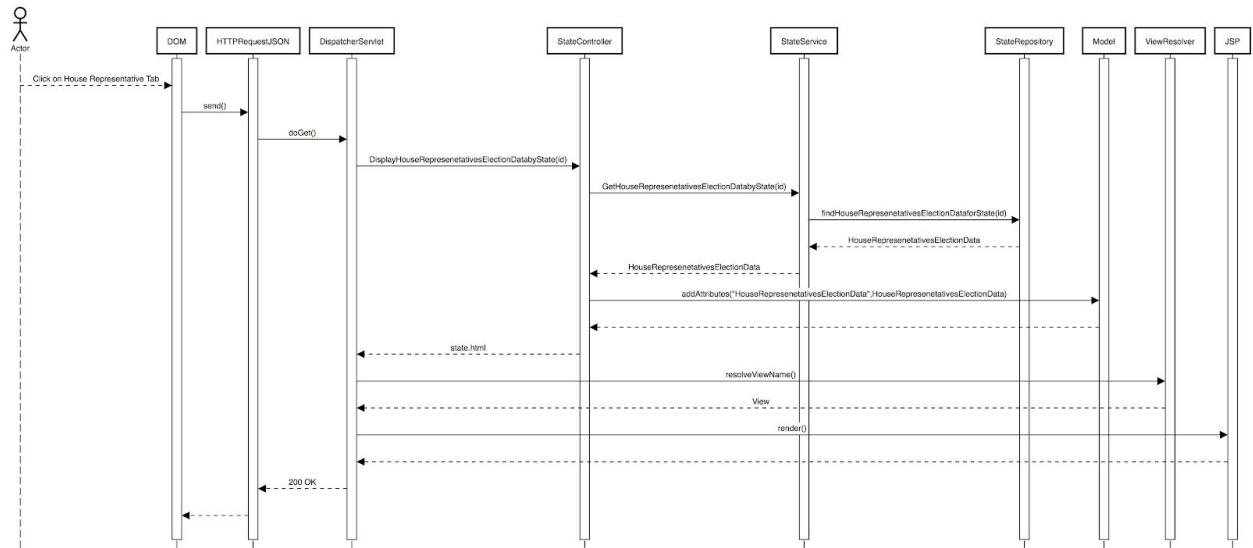 Actor
DOM
HTTPRequestJSON
DispatcherServlet
StateController
StateService
StateRepository
Model
ViewResolver
JSP
Click on House Representative Tab
send()
doGet()
DisplayHouseRepresenetativesElectionDatabyState(id)
GetHouseRepresenetativesElectionDatabyState(id)
findHouseRepresenetativesElectionDataforState(id)
HouseRepresenetativesElectionData
HouseRepresenetativesElectionData
addAttributes("HouseRepresenetativesElectionData",HouseRepresenetativesElectionData)
state.html
resolveViewName()
View
render()
200 OK